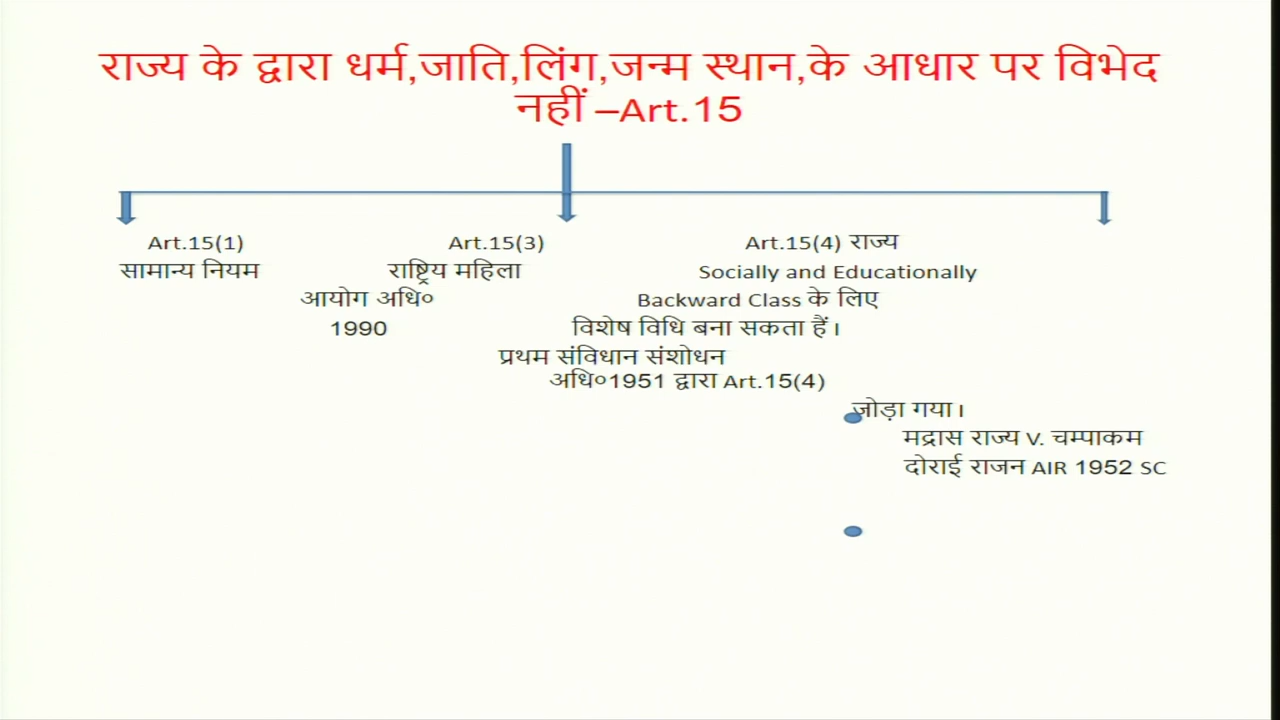 राज्य के द्वारा धर्म,जाति,लिंग,जन्म स्थान,के आधार पर विभेद
नहीं –Art.15
Art.15(1) Art.15(3) Art.15(4) राज्य
सामान्य नियम राष्ट्रिय महिला Socially and Educationally
आयोग अधि० Backward Class के लिए
1990 विशेष विधि बना सकता हैं।
प्रथम संविधान संशोधन
अधि०1951 द्वारा Art.15(4)
जोड़ा गया।
मद्रास राज्य V. चम्पाकम
दोराई राजन AIR 1952 SC